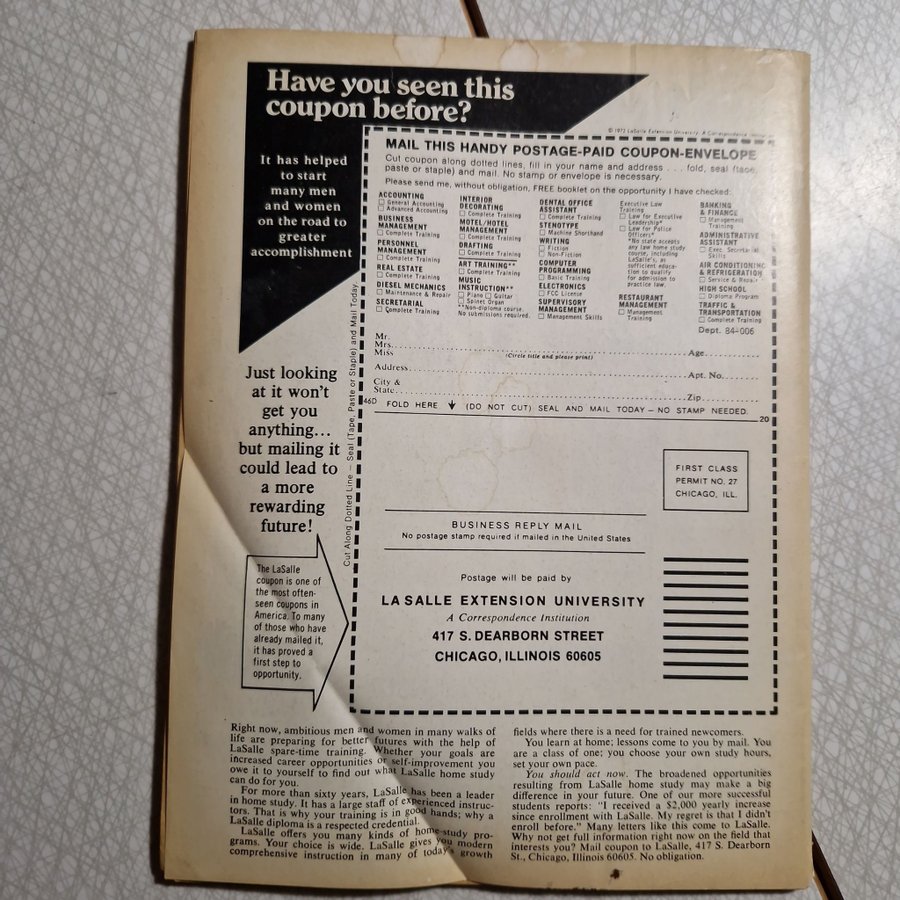 Have you seen this
coupon before?
It has helped
to start
many men
and women
on the road to
greater
accomplishment
Just looking
at it won't
get you
anything...
but mailing it
could lead to
a more
rewarding
future!
The LaSalle
coupon is one of
the most often-
seen coupons in
America. To many
of those who have
already mailed it,
it has proved a
first step to
opportunity.
Cut Along Dotted Line – Seal (Tape, Paste or Staple) and Mail Today.
© 1972 LaSalle Extension University A Correspondence
MAIL THIS HANDY POSTAGE-PAID COUPON-ENVELOPE
Cut coupon along dotted lines, fill in your name and address . . . fold, seal (tape,
paste or staple) and mail. No stamp or envelope is necessary.
Please send me, without obligation, FREE booklet on the opportunity I have checked:
ACCOUNTING
☐ General Accounting
☐ Advanced Accounting
BUSINESS
MANAGEMENT
☐ Complete Training
PERSONNEL
MANAGEMENT
☐ Complete Training
REAL ESTATE
☐ Complete Training
DIESEL MECHANICS
☐ Maintenance & Repair
SECRETARIAL
☐ Complete Training
INTERIOR
DECORATING
☐ Complete Training
MOTEL/HOTEL
MANAGEMENT
☐ Complete Training
DRAFTING
☐ Complete Training
ART TRAINING**
☐ Complete Training
MUSIC
INSTRUCTION**
☐ Piano ☐ Guitar
☐ Spinet Organ
**Non-diploma course.
No submissions required.
DENTAL OFFICE
ASSISTANT
☐ Complete Training
STENOTYPE
☐ Machine Shorthand
WRITING
☐ Fiction
☐ Non-Fiction
COMPUTER
PROGRAMMING
☐ Basic Training
ELECTRONICS
☐ FCC License
SUPERVISORY
MANAGEMENT
☐ Management Skills
Executive Law
Training
☐ Law for Executive
Leadership*
☐ Law for Police
Officers*
*No state accepts
any law home study
course, including
LaSalle's, as
sufficient educa-
tion to qualify
for admission to
practice law.
RESTAURANT
MANAGEMENT
☐ Management
Training
BANKING
& FINANCE
☐ Management
Training
ADMINISTRATIVE
ASSISTANT
☐ Exec. Secretarial
Skills
AIR CONDITIONING
& REFRIGERATION
☐ Service & Repair
HIGH SCHOOL
☐ Diploma Program
TRAFFIC &
TRANSPORTATION
☐ Complete Training
Dept. 84-006
Mr.
Mrs.
Miss Age
(Circle title and please print)
Address Apt. No.
City &
State Zip
46D FOLD HERE ↓ (DO NOT CUT) SEAL AND MAIL TODAY – NO STAMP NEEDED. 20
FIRST CLASS
PERMIT NO. 27
CHICAGO, ILL.
BUSINESS REPLY MAIL
No postage stamp required if mailed in the United States
Postage will be paid by
LA SALLE EXTENSION UNIVERSITY
A Correspondence Institution
417 S. DEARBORN STREET
CHICAGO, ILLINOIS 60605
Right now, ambitious men and women in many walks of
life are preparing for better futures with the help of
LaSalle spare-time training. Whether your goals are
increased career opportunities or self-improvement you
owe it to yourself to find out what LaSalle home study
can do for you.
For more than sixty years, LaSalle has been a leader
in home study. It has a large staff of experienced instruc-
tors. That is why your training is in good hands; why a
LaSalle diploma is a respected credential.
LaSalle offers you many kinds of home-study pro-
grams. Your choice is wide. LaSalle gives you modern
comprehensive instruction in many of today's growth
fields where there is a need for trained newcomers.
You learn at home; lessons come to you by mail. You
are a class of one; you choose your own study hours,
set your own pace.
You should act now. The broadened opportunities
resulting from LaSalle home study may make a big
difference in your future. One of our more successful
students reports: "I received a $2,000 yearly increase
since enrollment with LaSalle. My regret is that I didn't
enroll before." Many letters like this come to LaSalle.
Why not get full information right now on the field that
interests you? Mail coupon to LaSalle, 417 S. Dearborn
St., Chicago, Illinois 60605. No obligation.